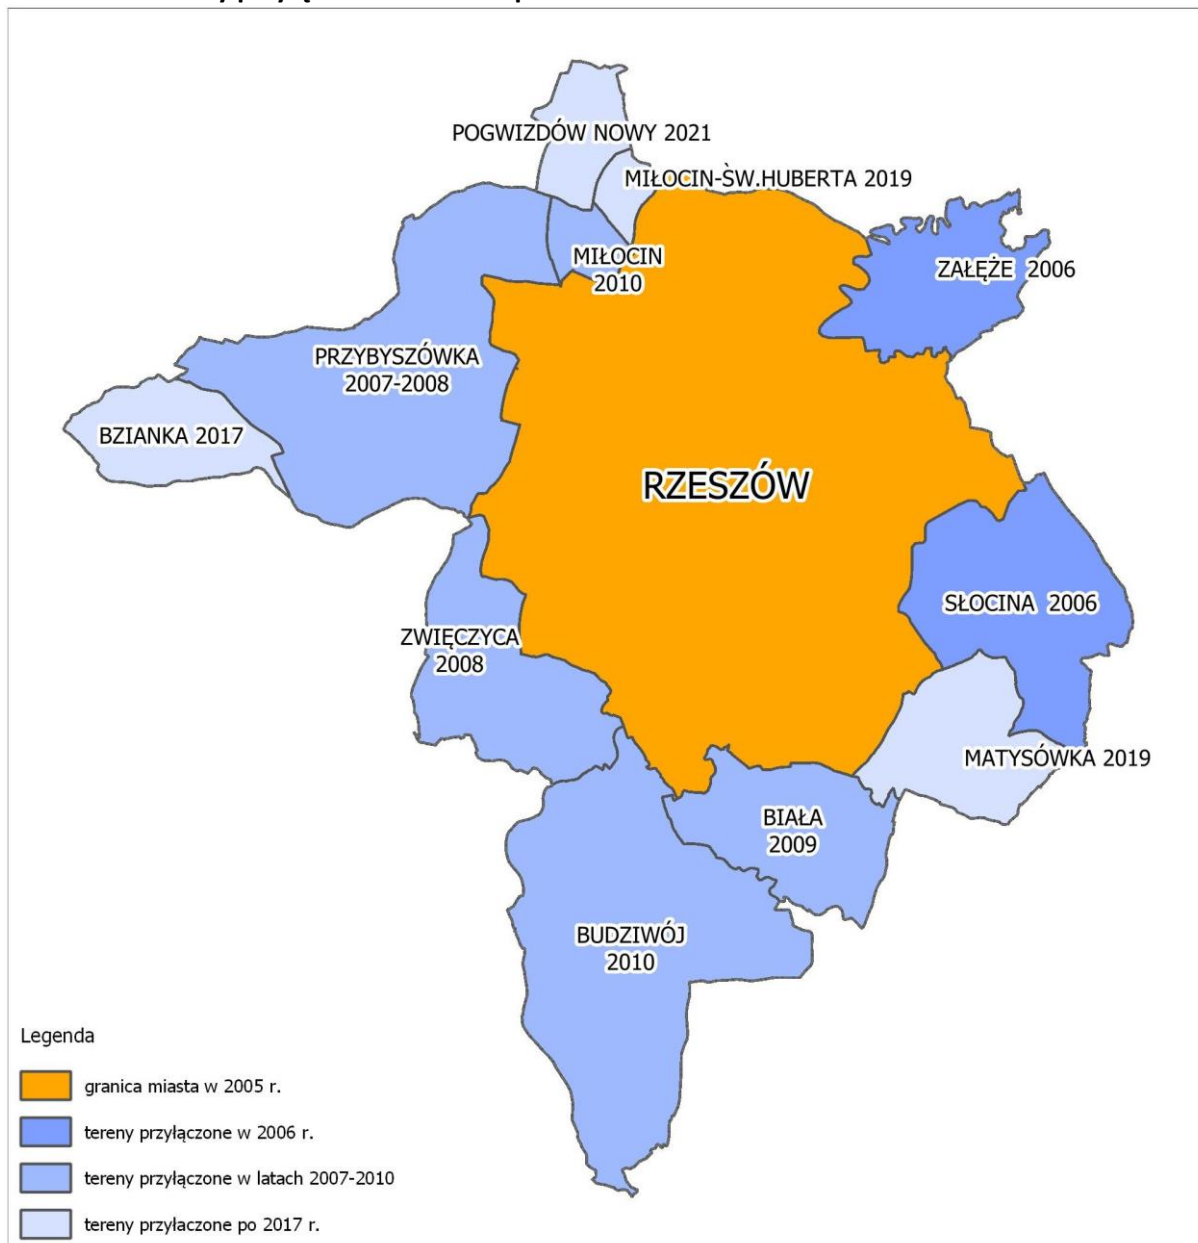 POGWIZDÓW NOWY 2021
MIŁOCIN-ŚW.HUBERTA 2019
MIŁOCIN
2010
ZAŁĘŻE 2006
PRZYBYSZÓWKA
2007-2008
BZIANKA 2017
RZESZÓW
SŁOCINA 2006
ZWIĘCZYCA
2008
MATYSÓWKA 2019
BIAŁA
2009
BUDZIWÓJ
2010
Legenda
granica miasta w 2005 r.
tereny przyłączone w 2006 r.
tereny przyłączone w latach 2007-2010
tereny przyłaczone po 2017 r.